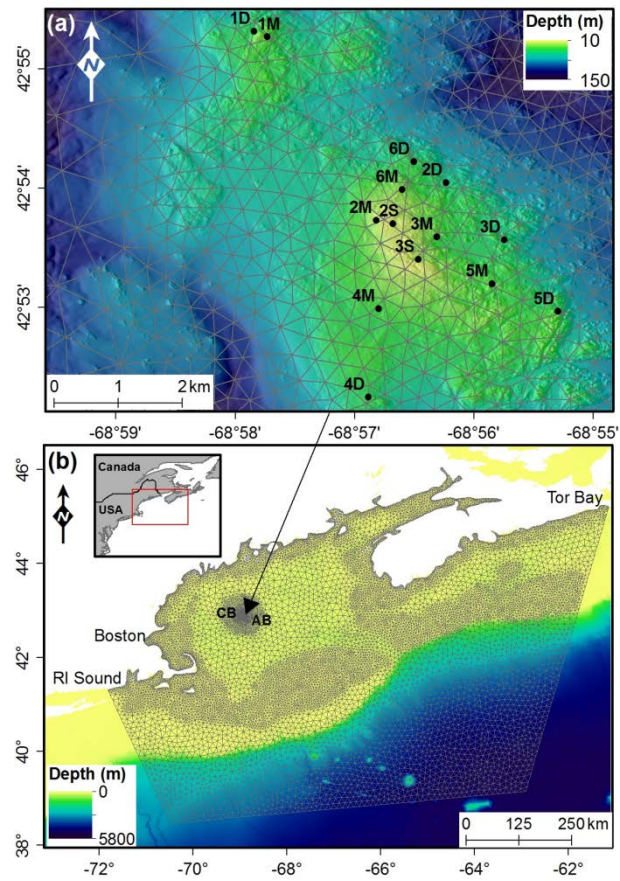 (a)
1D 1M
Depth (m)
10
150
N
42°55'
42°54'
42°53'
6D
2D
6M
2M 2S
3M
3D
3S
5M
4M
5D
4D
0 1 2 km
-68°59' -68°58' -68°57' -68°56' -68°55'
(b)
Canada
USA
N
Tor Bay
CB
AB
Boston
RI Sound
46°
44°
42°
40°
38°
Depth (m)
0
5800
0 125 250 km
-72° -70° -68° -66° -64° -62°